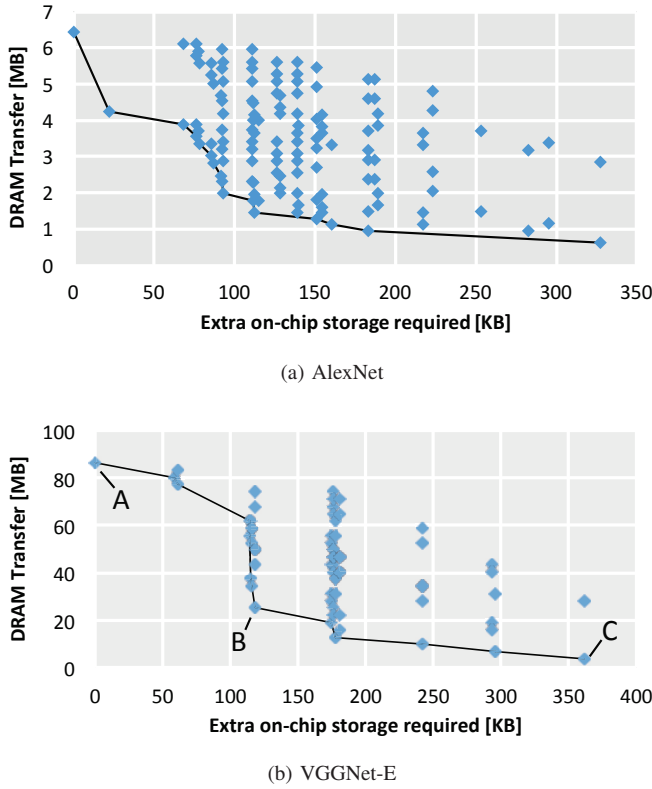 7
6
5
4
3
2
1
0
DRAM Transfer [MB]
0 50 100 150 200 250 300 350
Extra on-chip storage required [KB]
(a) AlexNet
100
80
60
40
20
0
DRAM Transfer [MB]
A
B
C
0 50 100 150 200 250 300 350 400
Extra on-chip storage required [KB]
(b) VGGNet-E